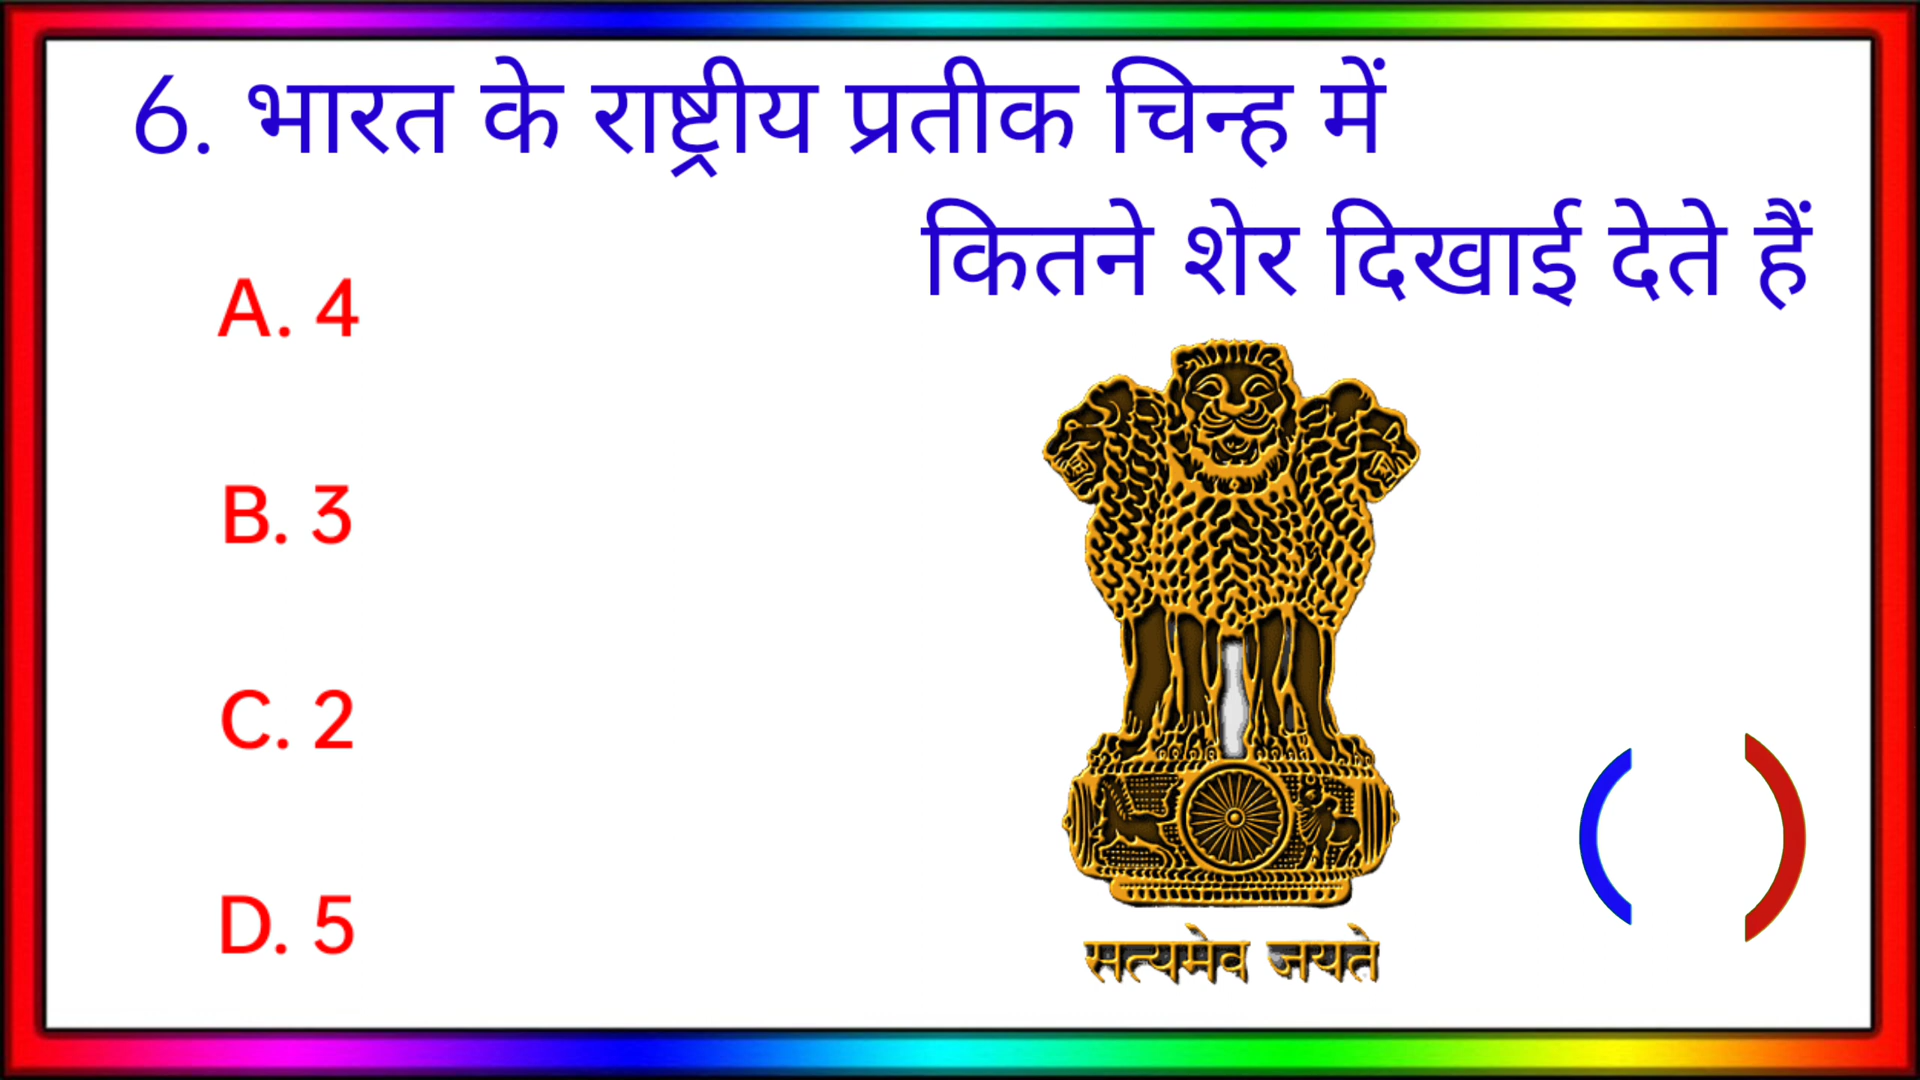 6. भारत के राष्ट्रीय प्रतीक चिन्ह में
कितने शेर दिखाई देते हैं
A. 4
B. 3
C. 2
D. 5
सत्यमेव जयते